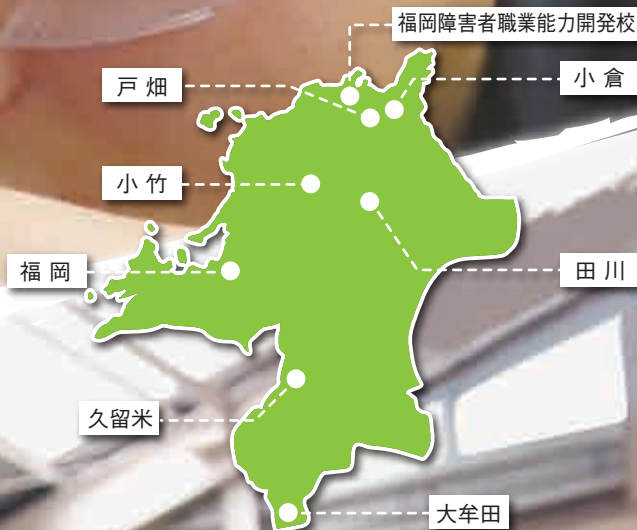 福岡障害者職業能力開発校
戸畑
小倉
小竹
福岡
田川
久留米
大牟田